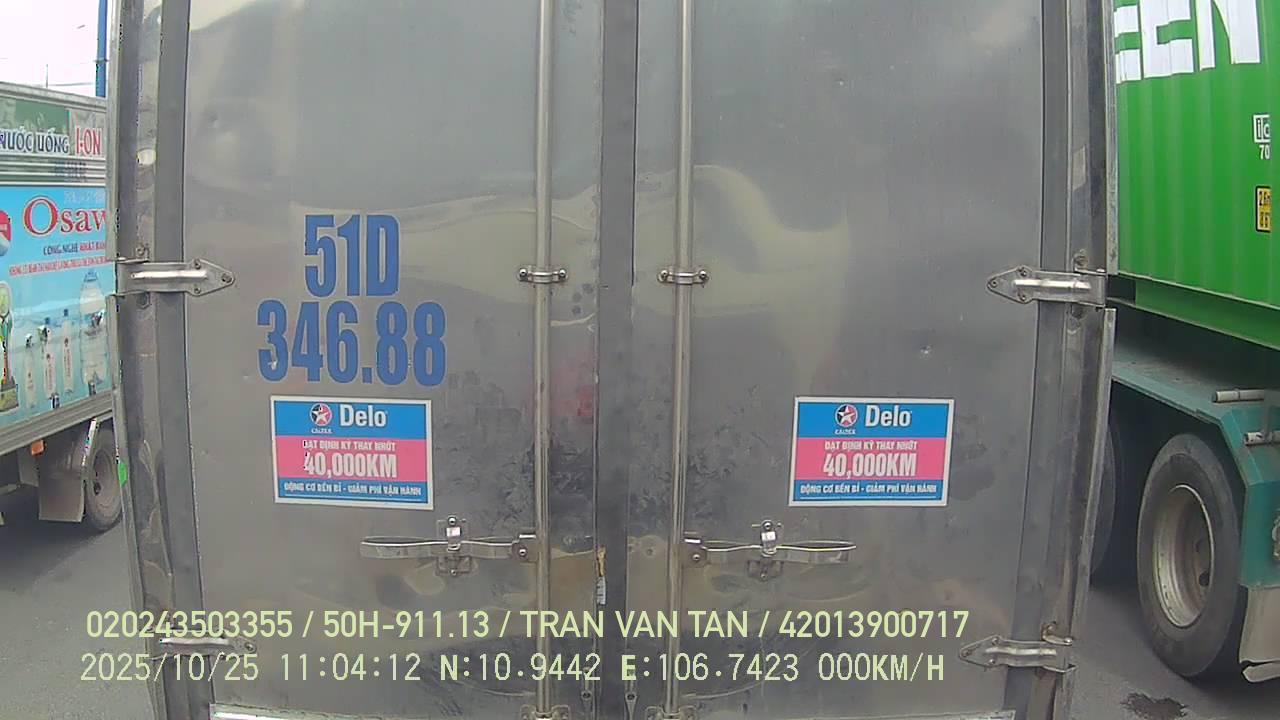 NƯỚC UỐNG I-ON
Osaw
CÔNG NGHỆ NHẬT BẢN
EEN
51D
346.88
Delo
CALTEX
ĐẠT ĐỊNH KỲ THAY NHỚT
40,000KM
ĐỘNG CƠ BỀN BỈ - GIẢM PHÍ VẬN HÀNH
Delo
CALTEX
ĐẠT ĐỊNH KỲ THAY NHỚT
40,000KM
ĐỘNG CƠ BỀN BỈ - GIẢM PHÍ VẬN HÀNH
020243503355 / 50H-911.13 / TRAN VAN TAN / 42013900717
2025/10/25 11:04:12 N:10.9442 E:106.7423 000KM/H